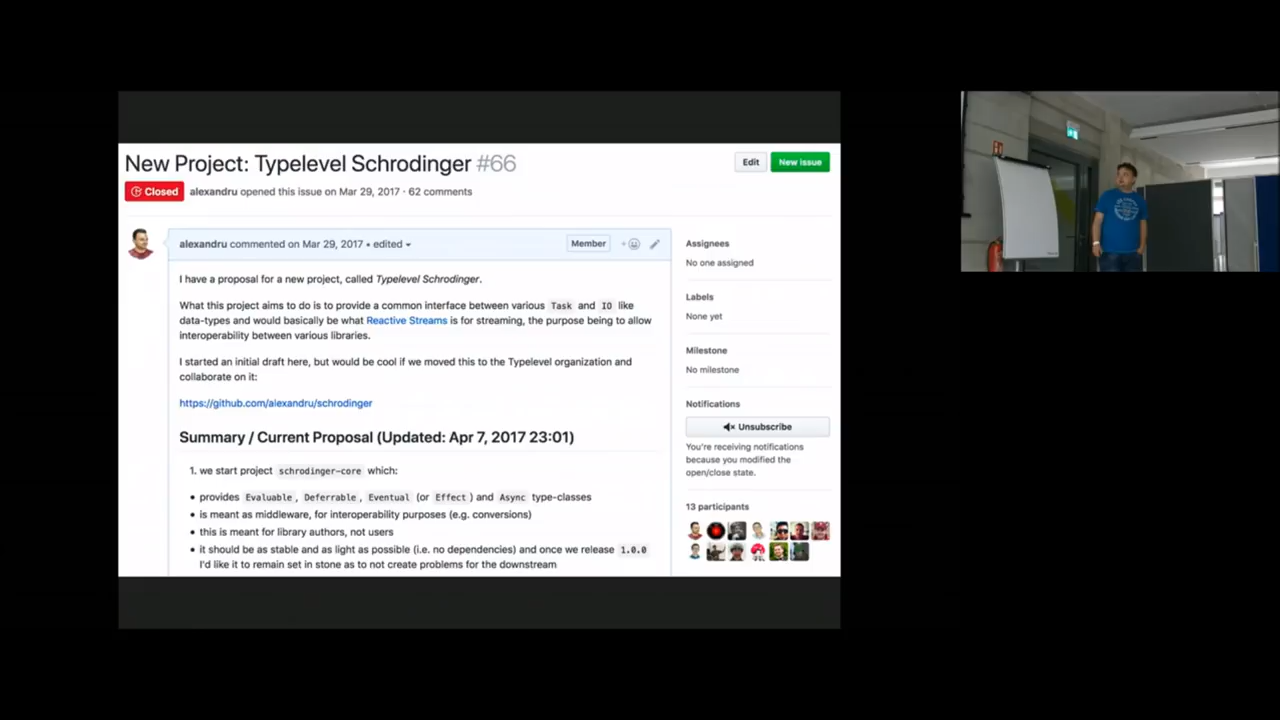 New Project: Typelevel Schrodinger #66
Edit
New issue
Closed
alexandru opened this issue on Mar 29, 2017 · 62 comments
alexandru commented on Mar 29, 2017 • edited
Member
I have a proposal for a new project, called Typelevel Schrodinger.
What this project aims to do is to provide a common interface between various Task and IO like
data-types and would basically be what Reactive Streams is for streaming, the purpose being to allow
interoperability between various libraries.
I started an initial draft here, but would be cool if we moved this to the Typelevel organization and
collaborate on it:
https://github.com/alexandru/schrodinger
Summary / Current Proposal (Updated: Apr 7, 2017 23:01)
1. we start project schrodinger-core which:
• provides Evaluable, Deferrable, Eventual (or Effect) and Async type-classes
• is meant as middleware, for interoperability purposes (e.g. conversions)
• this is meant for library authors, not users
• it should be as stable and as light as possible (i.e. no dependencies) and once we release 1.0.0
I'd like it to remain set in stone as to not create problems for the downstream
Assignees
No one assigned
Labels
None yet
Milestone
No milestone
Notifications
Unsubscribe
You're receiving notifications
because you modified the
open/close state.
13 participants